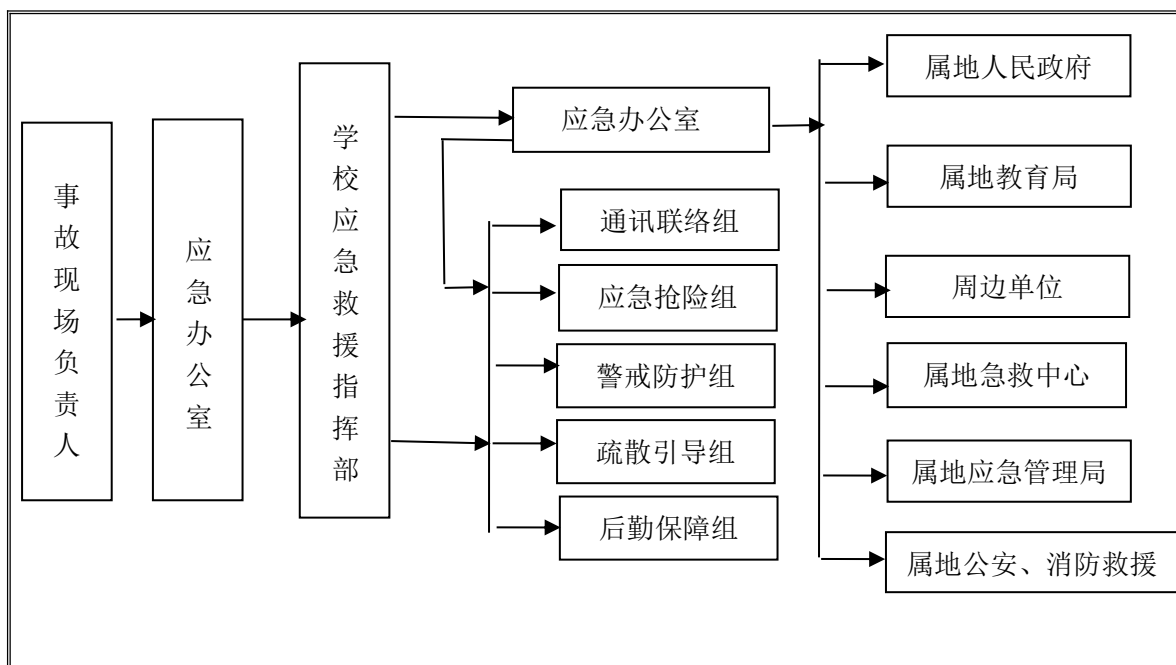 事故现场负责人
应急办公室
学校应急救援指挥部
应急办公室
通讯联络组
应急抢险组
警戒防护组
疏散引导组
后勤保障组
属地人民政府
属地教育局
周边单位
属地急救中心
属地应急管理局
属地公安、消防救援